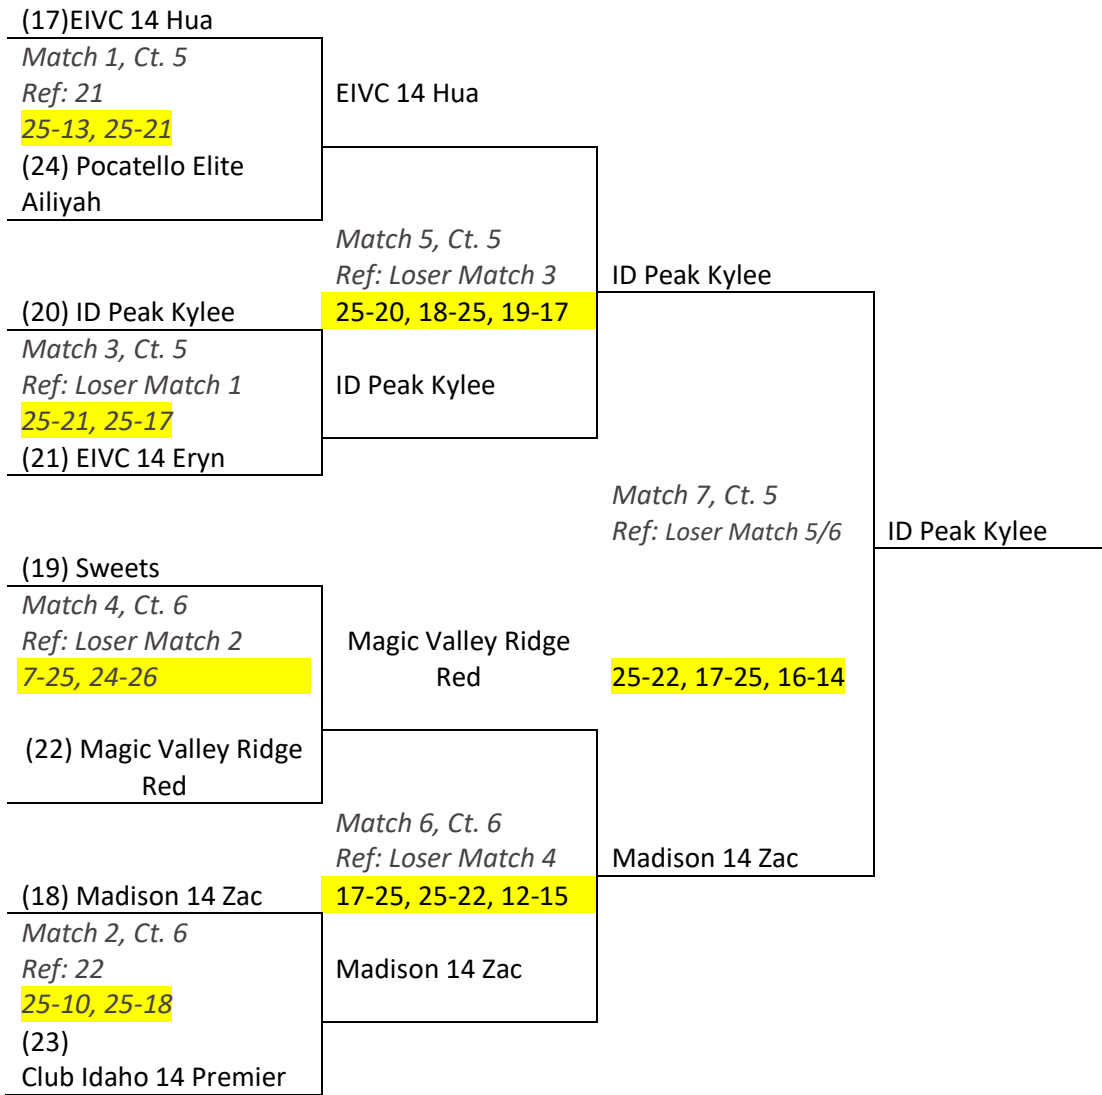 (17)EIVC 14 Hua
Match 1, Ct. 5
Ref: 21
25-13, 25-21
(24) Pocatello Elite
Ailiyah
EIVC 14 Hua
Match 5, Ct. 5
Ref: Loser Match 3
25-20, 18-25, 19-17
ID Peak Kylee
(20) ID Peak Kylee
Match 3, Ct. 5
Ref: Loser Match 1
25-21, 25-17
(21) EIVC 14 Eryn
ID Peak Kylee
Match 7, Ct. 5
Ref: Loser Match 5/6
25-22, 17-25, 16-14
ID Peak Kylee
(19) Sweets
Match 4, Ct. 6
Ref: Loser Match 2
7-25, 24-26
(22) Magic Valley Ridge
Red
Magic Valley Ridge
Red
Match 6, Ct. 6
Ref: Loser Match 4
17-25, 25-22, 12-15
Madison 14 Zac
(18) Madison 14 Zac
Match 2, Ct. 6
Ref: 22
25-10, 25-18
(23)
Club Idaho 14 Premier
Madison 14 Zac